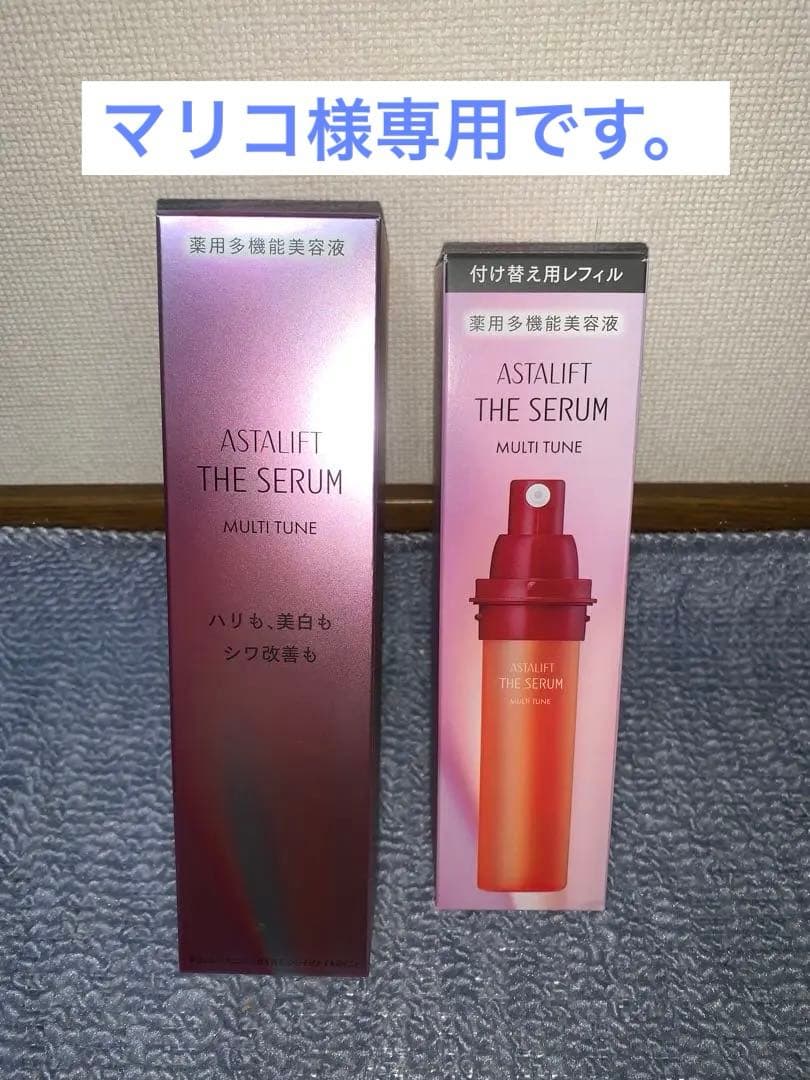 マリコ様専用です。
薬用多機能美容液
ASTALIFT
THE SERUM
MULTI TUNE
ハリも、美白も
シワ改善も
付け替え用レフィル
薬用多機能美容液
ASTALIFT
THE SERUM
MULTI TUNE
ASTALIFT
THE SERUM
MULTI TUNE